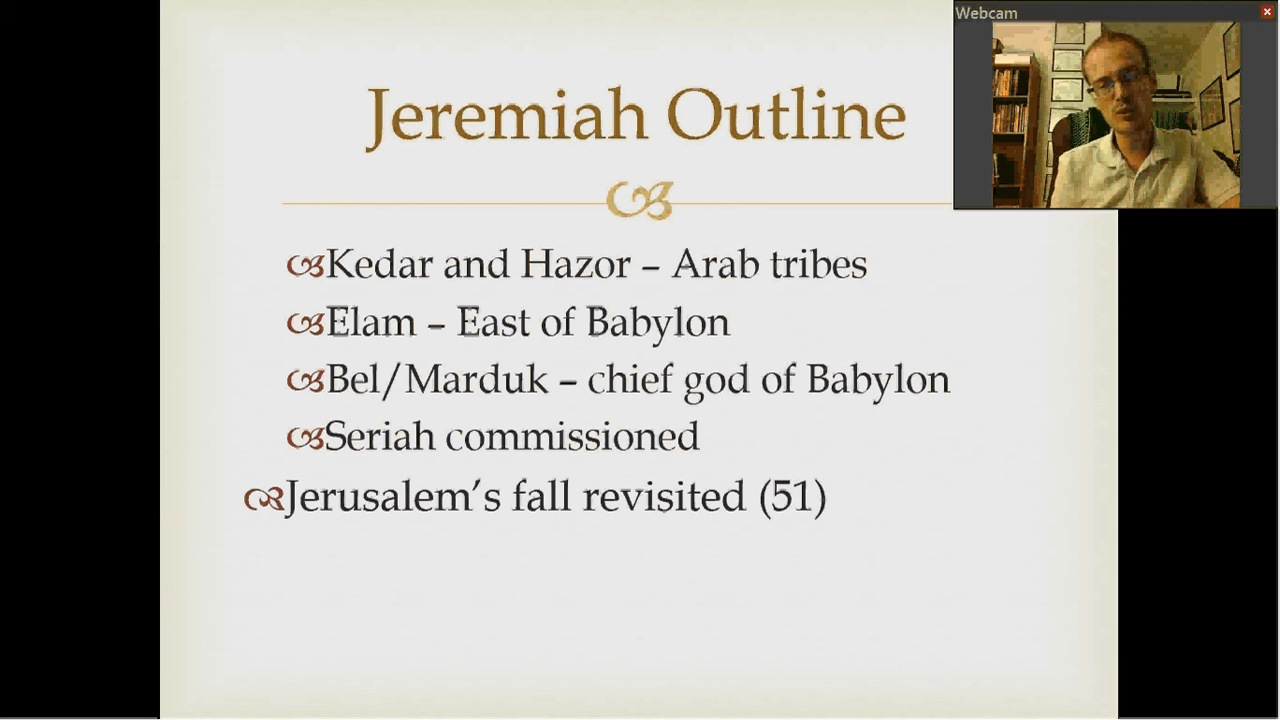 Webcam
Jeremiah Outline
Kedar and Hazor – Arab tribes
Elam – East of Babylon
Bel/Marduk – chief god of Babylon
Seriah commissioned
Jerusalem’s fall revisited (51)